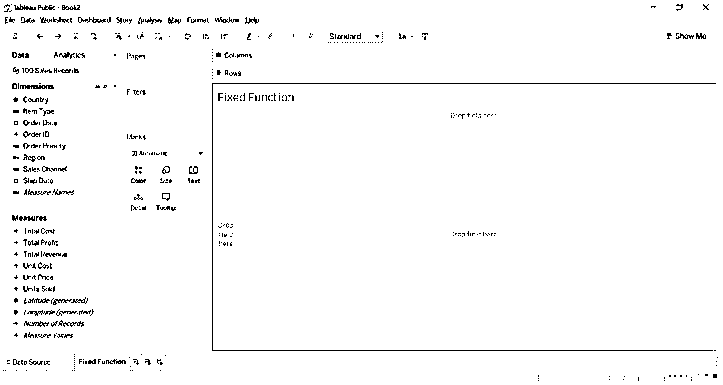 Tableau Public - Book2
File Data Worksheet Dashboard Story Analysis Map Format Window Help
Standard
Show Me
Data Analytics
Pages
Columns
100 Sales Records
Rows
Dimensions
Filters
Fixed Function
Country
Item Type
Order Date
Order ID
Order Priority
Region
Sales Channel
Ship Date
Measure Names
Marks
Automatic
Color Size Text
Detail Tooltip
Drop field here
Measures
Total Cost
Total Profit
Total Revenue
Unit Cost
Unit Price
Units Sold
Latitude (generated)
Longitude (generated)
Number of Records
Measure Values
Drop
field
here
Drop field here
Data Source
Fixed Function